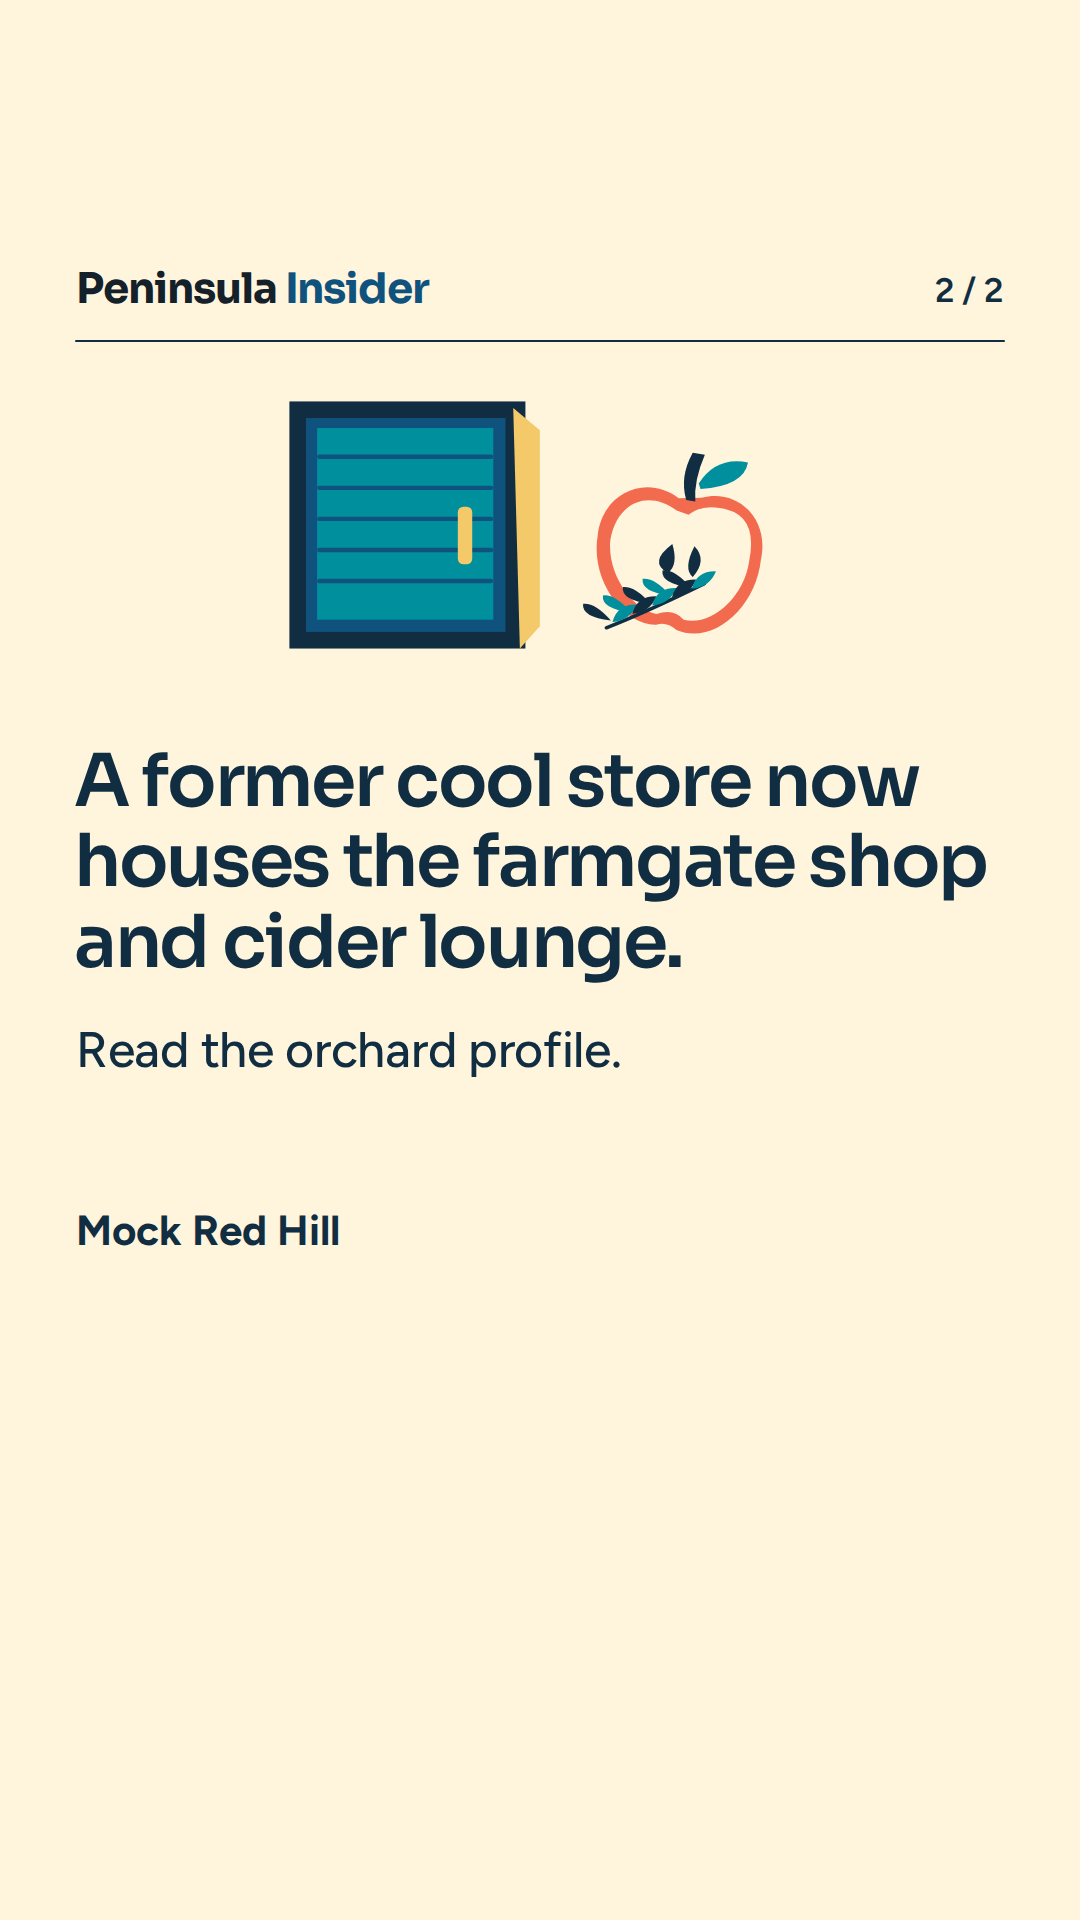 Peninsula Insider
2 / 2
A former cool store now
houses the farmgate shop
and cider lounge.
Read the orchard profile.
Mock Red Hill